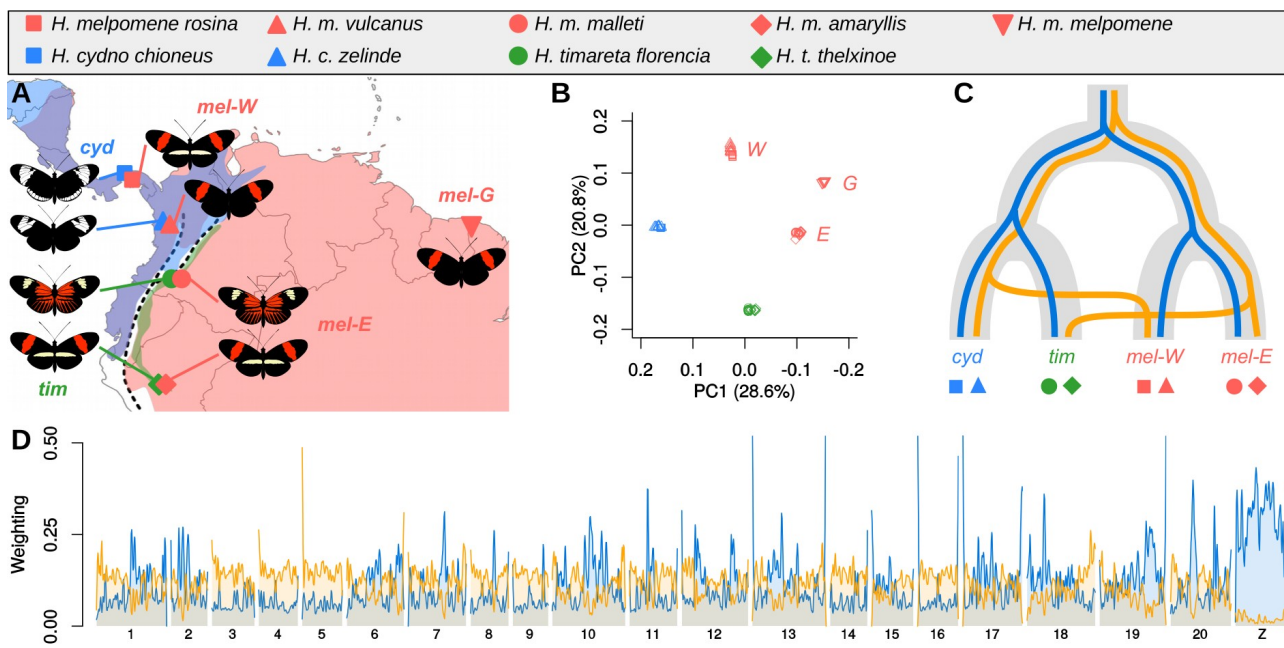 H. melpomene rosina H. m. vulcanus H. m. malleti H. m. amaryllis H. m. melpomene
H. cydno chioneus H. c. zelinde H. timareta florencia H. t. thelxinoe
A
mel-W
cyd
mel-G
mel-E
tim
B
PC2 (20.8%)
0.2
0.1
0.0
-0.1
-0.2
W
G
E
0.2 0.1 0.0 -0.1 -0.2
PC1 (28.6%)
C
cyd tim mel-W mel-E
D
Weighting
0.50
0.25
0.00
1 2 3 4 5 6 7 8 9 10 11 12 13 14 15 16 17 18 19 20 Z